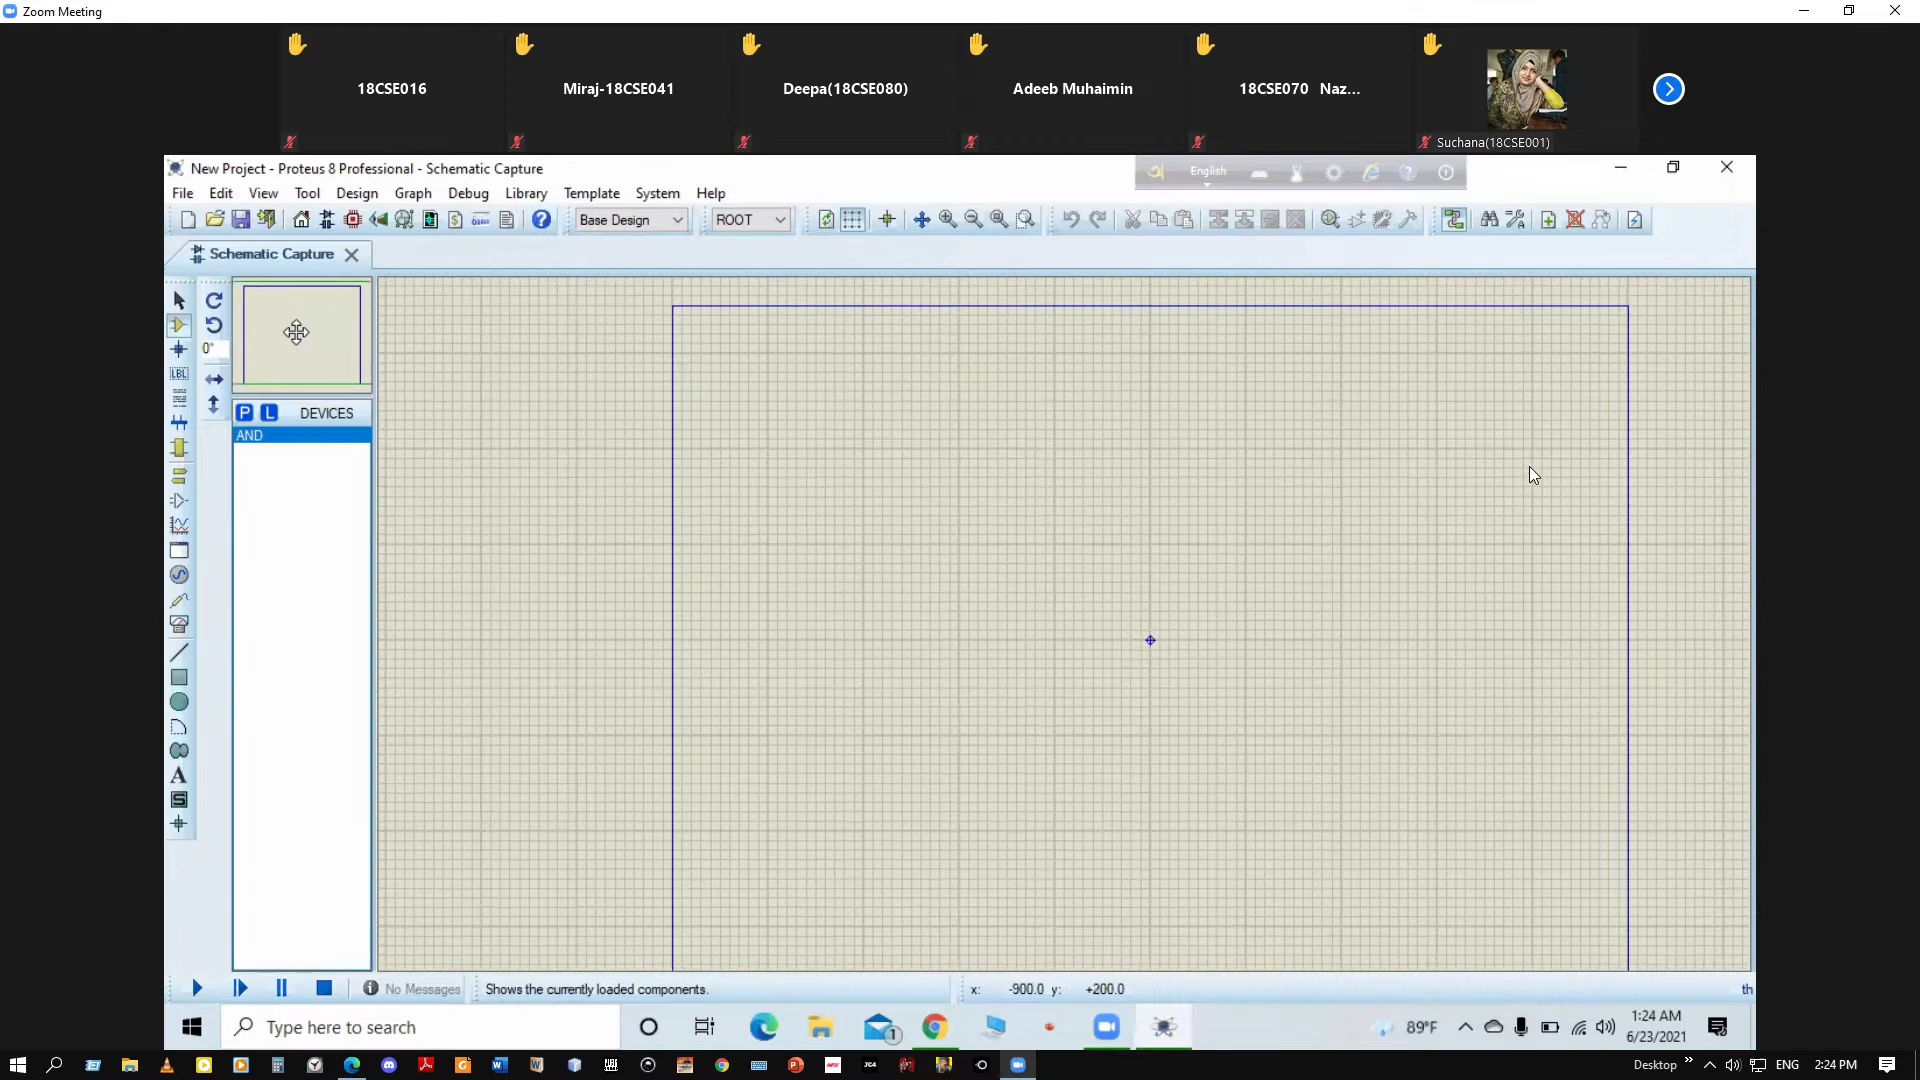 Zoom Meeting
18CSE016
Miraj-18CSE041
Deepa(18CSE080)
Adeeb Muhaimin
18CSE070 Naz...
Suchana(18CSE001)
New Project - Proteus 8 Professional - Schematic Capture
English
File Edit View Tool Design Graph Debug Library Template System Help
Base Design
ROOT
Schematic Capture
0°
LBL
P L DEVICES
AND
A
S
No Messages
Shows the currently loaded components.
x: -900.0 y: +200.0
th
Type here to search
1
89°F
1:24 AM
6/23/2021
Desktop
ENG
2:24 PM